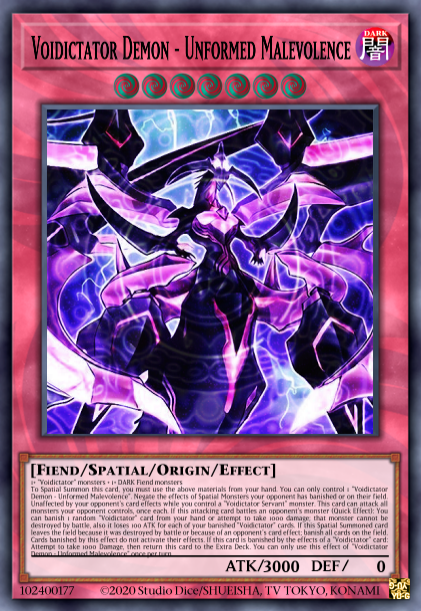 Voidictator Demon - Unformed Malevolence
DARK
闇
[Fiend/Spatial/Origin/Effect]
1+ "Voidictator" monsters + 1+ DARK Fiend monsters
To Spatial Summon this card, you must use the above materials from your hand. You can only control 1 "Voidictator
Demon - Unformed Malevolence". Negate the effects of Spatial Monsters your opponent has banished or on their field.
Unaffected by your opponent's card effects while you control a "Voidictator Servant" monster. This card can attack all
monsters your opponent controls, once each. If this attacking card battles an opponent's monster (Quick Effect): You
can banish 1 random "Voidictator" card from your hand or attempt to take 1000 damage; that monster cannot be
destroyed by battle, also it loses 100 ATK for each of your banished "Voidictator" cards. If this Spatial Summoned card
leaves the field because it was destroyed by battle or because of an opponent's card effect; banish all cards on the field.
Cards banished by this effect do not activate their effects. If this card is banished by the effects of a "Voidictator" card:
Attempt to take 1000 Damage, then return this card to the Extra Deck. You can only use this effect of "Voidictator
Demon - Unformed Malevolence" once per turn.
ATK/3000 DEF/ 0
102400177 ©2020 Studio Dice/SHUEISHA, TV TOKYO, KONAMI